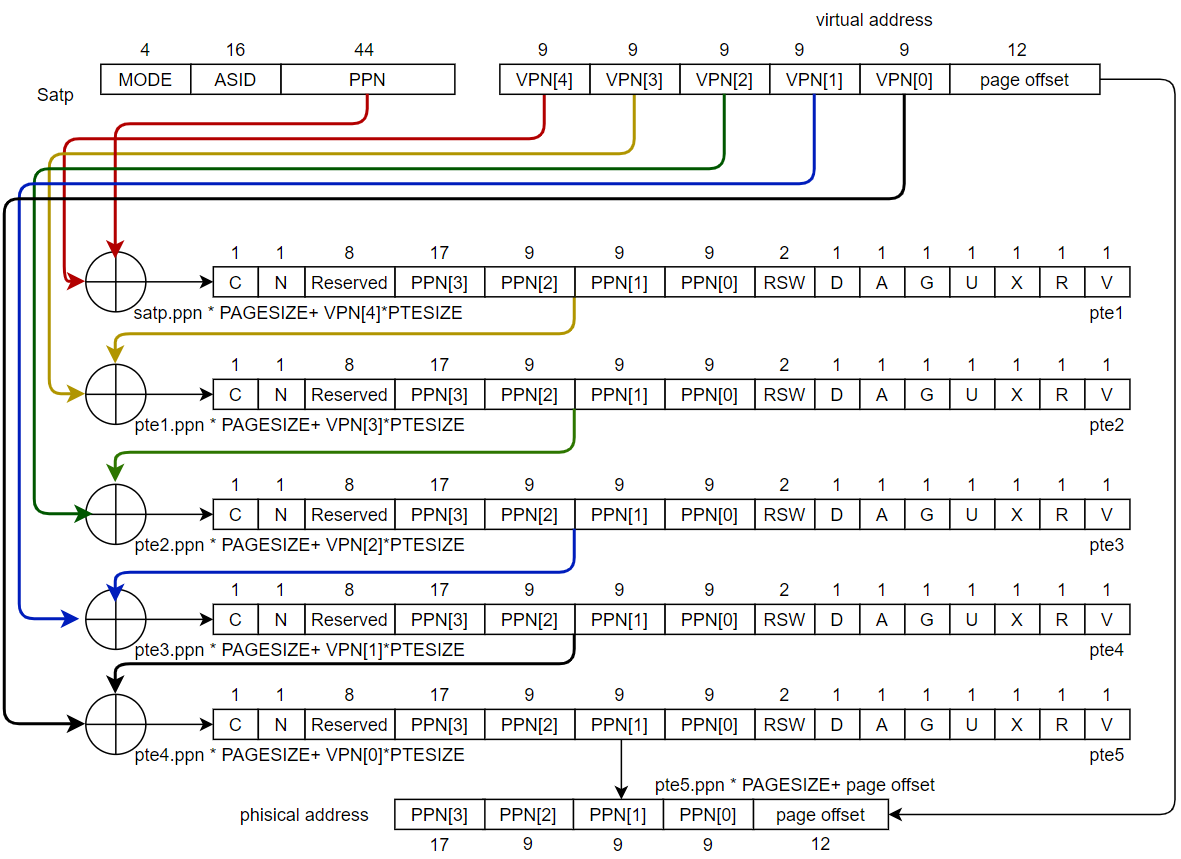 virtual address
4 16 44 9 9 9 9 9 12
Satp MODE ASID PPN VPN[4] VPN[3] VPN[2] VPN[1] VPN[0] page offset
1 1 8 17 9 9 9 2 1 1 1 1 1 1 1
C N Reserved PPN[3] PPN[2] PPN[1] PPN[0] RSW D A G U X R V
satp.ppn * PAGESIZE+ VPN[4]*PTESIZE pte1
1 1 8 17 9 9 9 2 1 1 1 1 1 1 1
C N Reserved PPN[3] PPN[2] PPN[1] PPN[0] RSW D A G U X R V
pte1.ppn * PAGESIZE+ VPN[3]*PTESIZE pte2
1 1 8 17 9 9 9 2 1 1 1 1 1 1 1
C N Reserved PPN[3] PPN[2] PPN[1] PPN[0] RSW D A G U X R V
pte2.ppn * PAGESIZE+ VPN[2]*PTESIZE pte3
1 1 8 17 9 9 9 2 1 1 1 1 1 1 1
C N Reserved PPN[3] PPN[2] PPN[1] PPN[0] RSW D A G U X R V
pte3.ppn * PAGESIZE+ VPN[1]*PTESIZE pte4
1 1 8 17 9 9 9 2 1 1 1 1 1 1 1
C N Reserved PPN[3] PPN[2] PPN[1] PPN[0] RSW D A G U X R V
pte4.ppn * PAGESIZE+ VPN[0]*PTESIZE pte5
pte5.ppn * PAGESIZE+ page offset
phisical address PPN[3] PPN[2] PPN[1] PPN[0] page offset
17 9 9 9 12